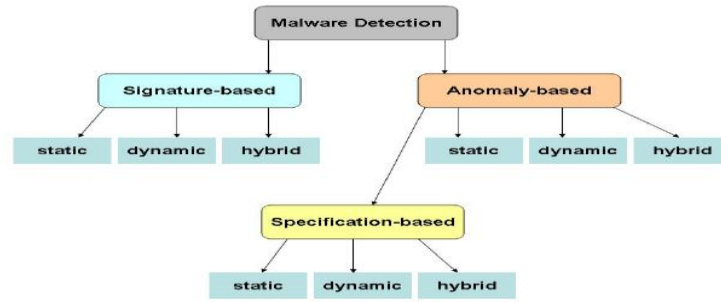 Malware Detection
Signature-based
Anomaly-based
static
dynamic
hybrid
static
dynamic
hybrid
Specification-based
static
dynamic
hybrid